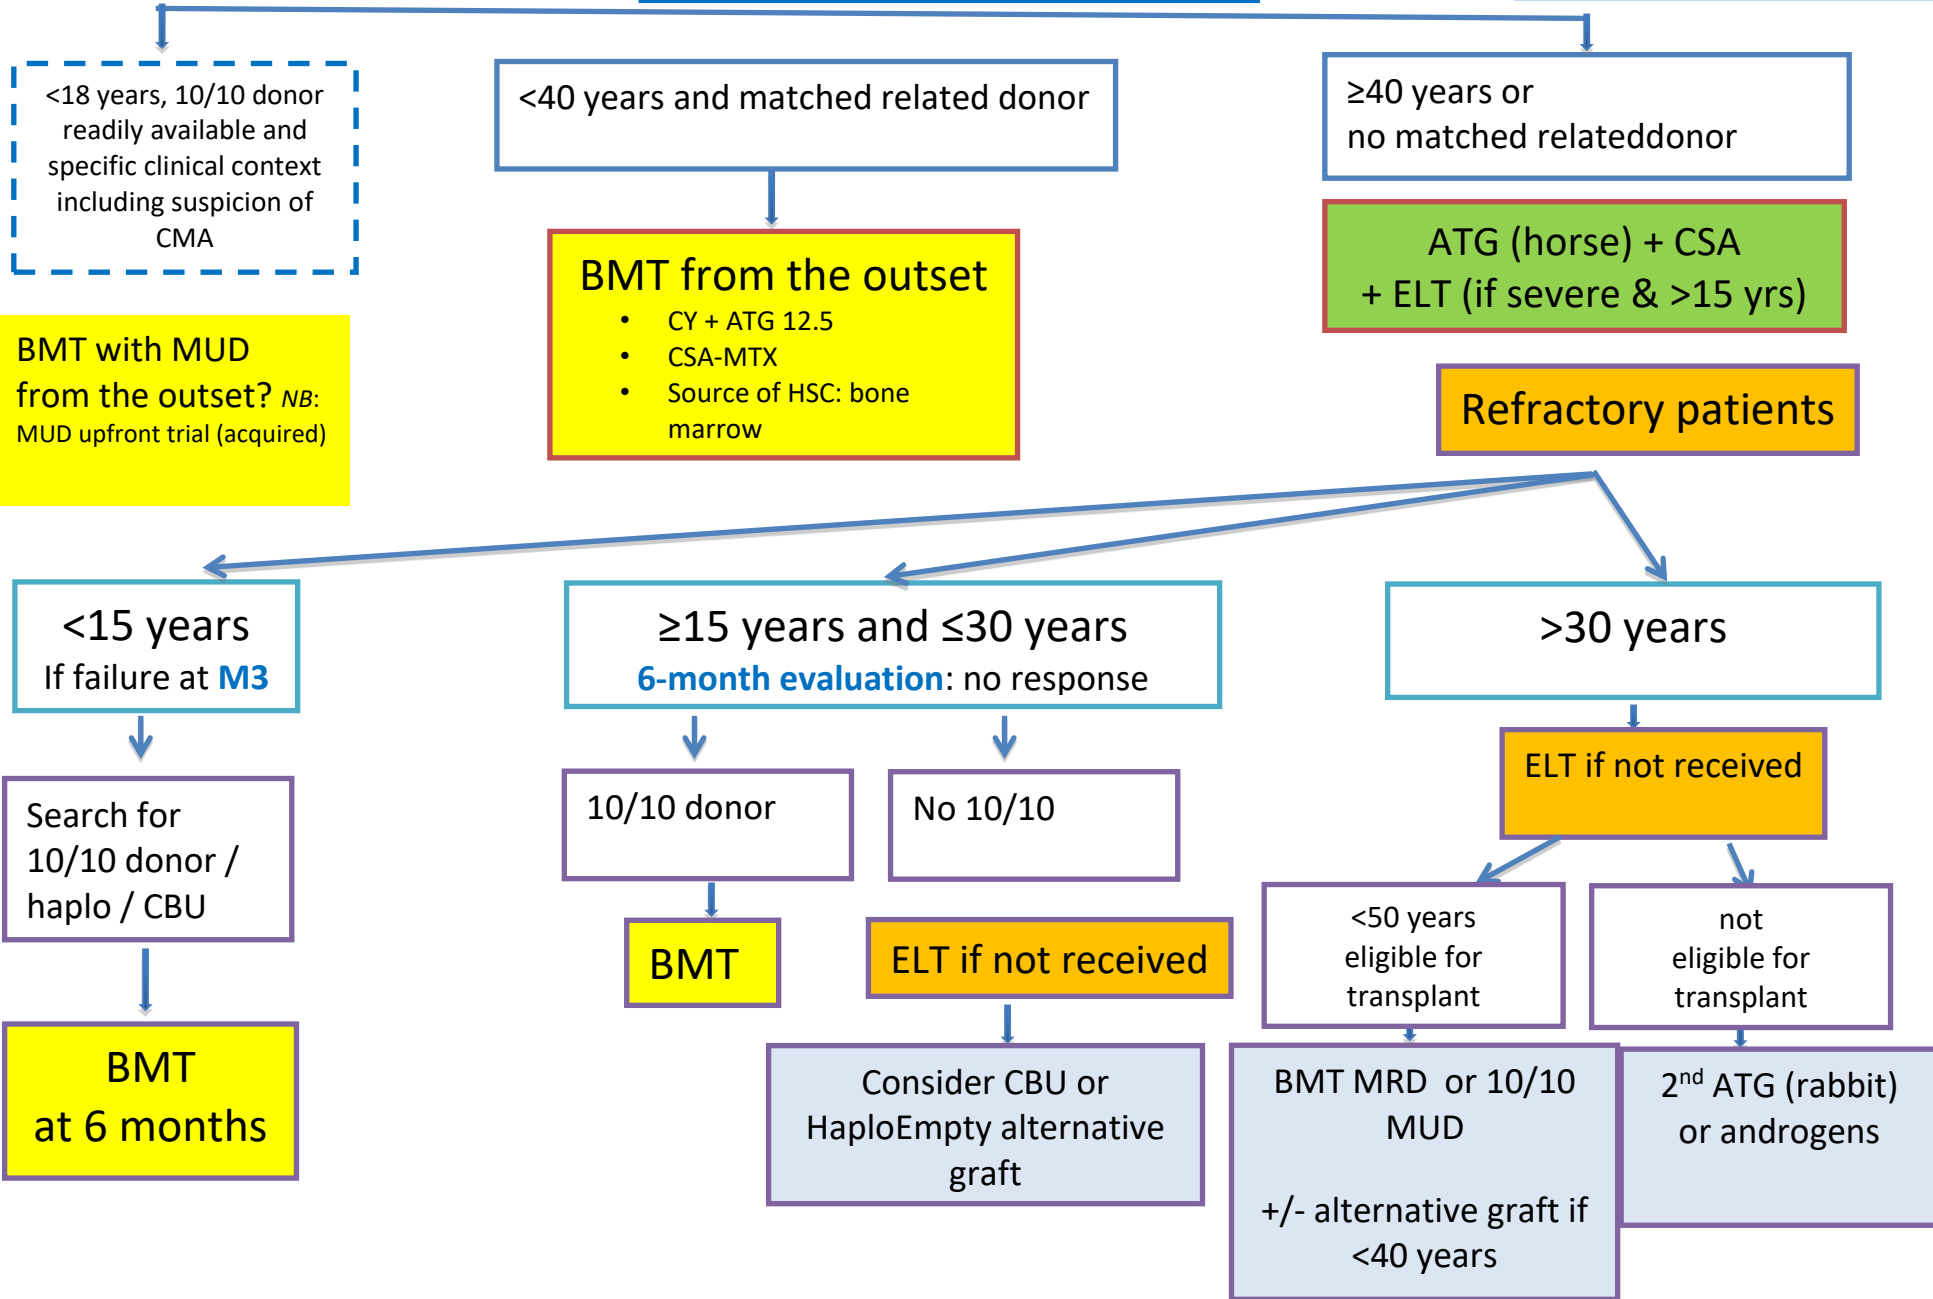 <18 years, 10/10 donor
readily available and
specific clinical context
including suspicion of
CMA
<40 years and matched related donor
≥40 years or
no matched relateddonor
BMT with MUD
from the outset? NB:
MUD upfront trial (acquired)
BMT from the outset
• CY + ATG 12.5
• CSA-MTX
• Source of HSC: bone
marrow
ATG (horse) + CSA
+ ELT (if severe & >15 yrs)
Refractory patients
<15 years
If failure at M3
≥15 years and ≤30 years
6-month evaluation: no response
>30 years
Search for
10/10 donor /
haplo / CBU
10/10 donor
No 10/10
ELT if not received
BMT
at 6 months
BMT
ELT if not received
<50 years
eligible for
transplant
not
eligible for
transplant
Consider CBU or
HaploEmpty alternative
graft
BMT MRD or 10/10
MUD
+/- alternative graft if
<40 years
2nd ATG (rabbit)
or androgens